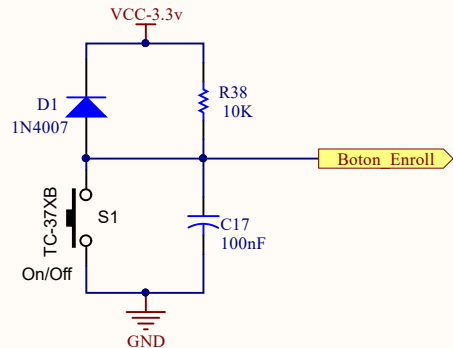 VCC-3.3v
D1
1N4007
R38
10K
Boton_Enroll
TC-37XB
S1
On/Off
C17
100nF
GND